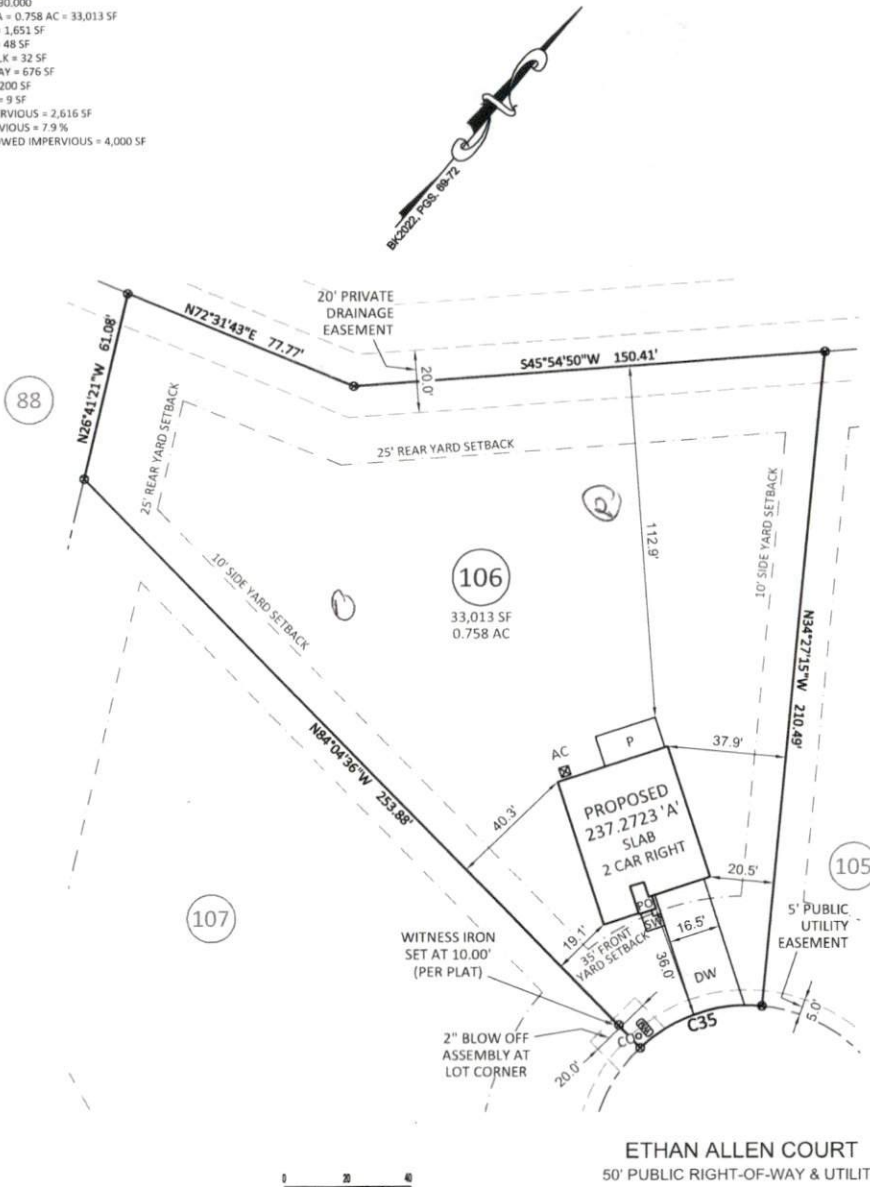 = 0.758 AC = 33,013 SF
1,651 SF
48 SF
= 32 SF
= 676 SF
200 SF
= 9 SF
= 2,616 SF
= 7.9 %
IMPERVIOUS = 4,000 SF
BK2022, PGS. 69-72
20' PRIVATE
DRAINAGE
EASEMENT
N72°31'43"E 77.77'
S45°54'50"W 150.41'
20.0'
N26°41'21"W 61.08'
88
25' REAR YARD SETBACK
25' REAR YARD SETBACK
10' SIDE YARD SETBACK
10' SIDE YARD SETBACK
106
33,013 SF
0.758 AC
112.9'
N34°27'15"W 210.49'
N84°04'36"W 253.88'
AC
P
37.9'
40.3'
PROPOSED
237.2723 'A'
SLAB
2 CAR RIGHT
20.5'
105
107
PO
SW
16.5'
5' PUBLIC
UTILITY
EASEMENT
WITNESS IRON
SET AT 10.00'
(PER PLAT)
19.1'
35' FRONT
YARD SETBACK
36.0'
DW
5.0'
C35
CO
2" BLOW OFF
ASSEMBLY AT
LOT CORNER
20.0'
ETHAN ALLEN COURT
50' PUBLIC RIGHT-OF-WAY &
0 20 40